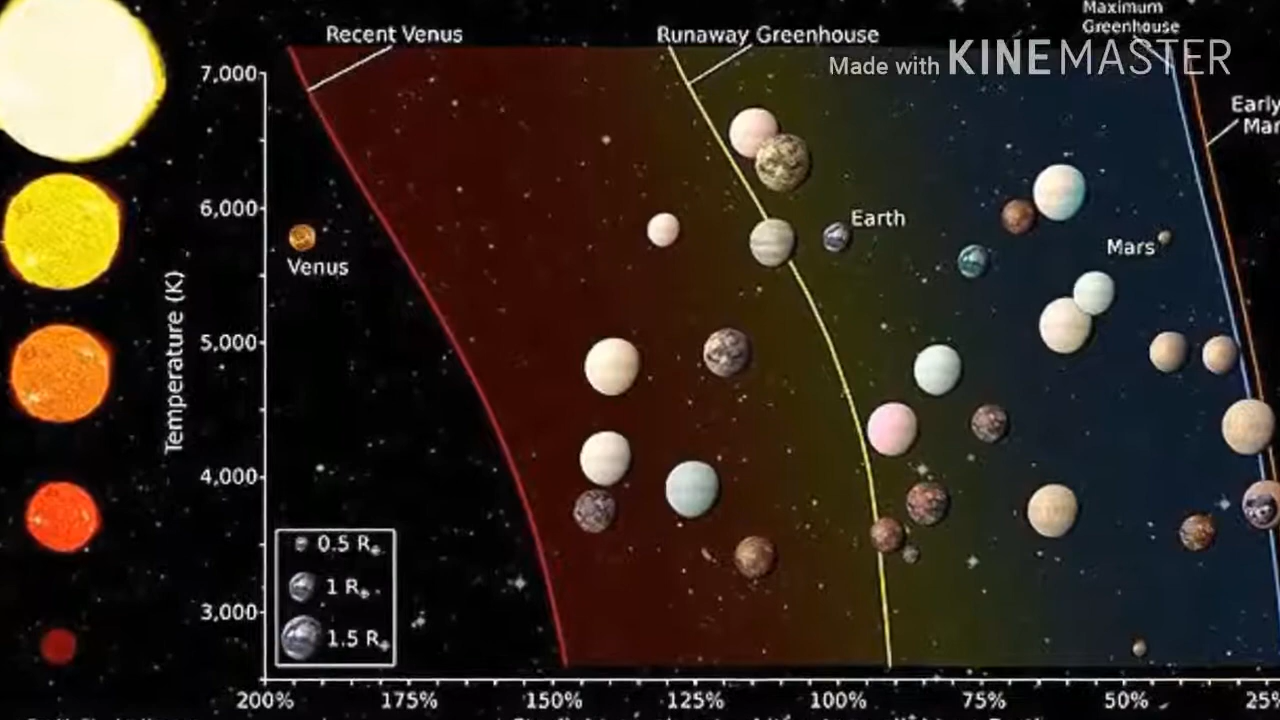 Maximum
Greenhouse
Recent Venus
Runaway Greenhouse
Made with KINEMASTER
7,000
Early
Mar
6,000
Earth
Mars
Venus
Temperature (K)
5,000
4,000
0.5 R⊕
1 R⊕
3,000
1.5 R⊕
200% 175% 150% 125% 100% 75% 50% 25%